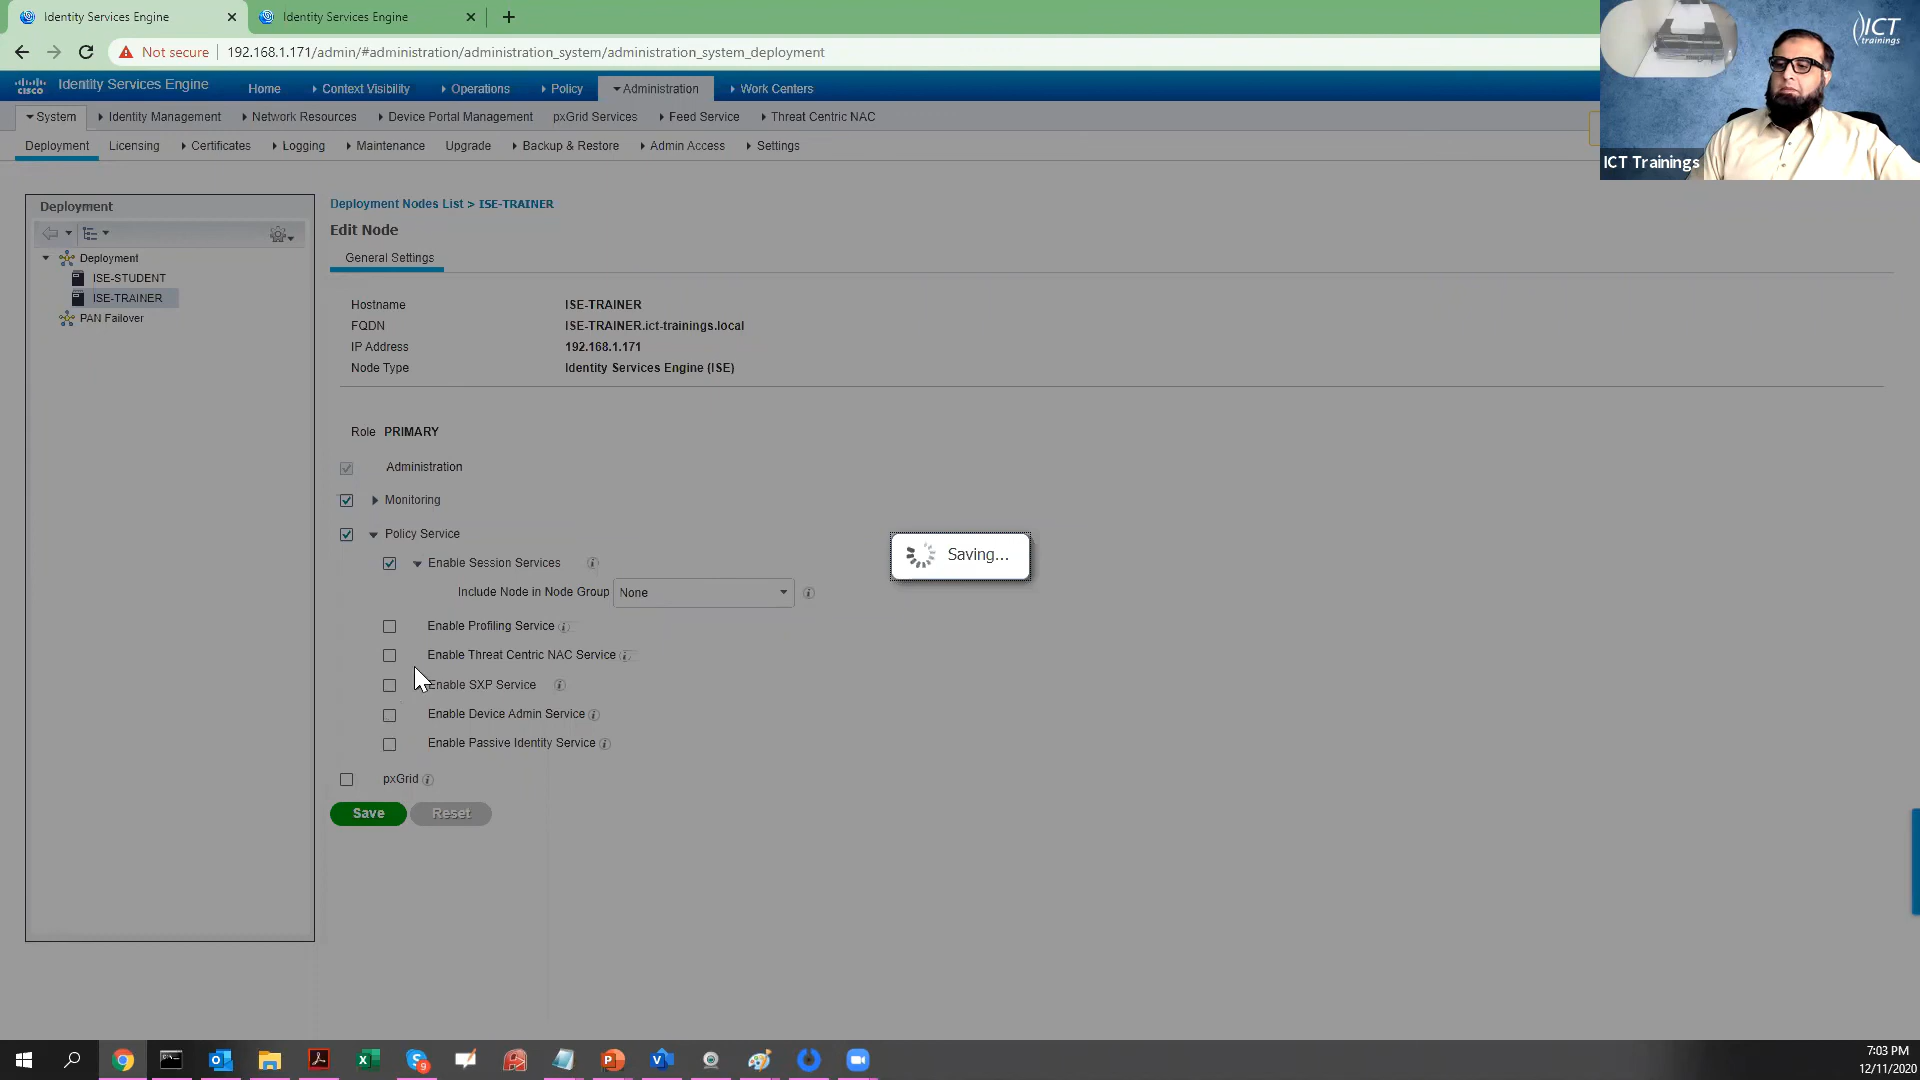 Identity Services Engine
Identity Services Engine
Not secure
192.168.1.171/admin/#administration/administration_system/administration_system_deployment
ICT
trainings
cisco
Identity Services Engine
Home
Context Visibility
Operations
Policy
Administration
Work Centers
System
Identity Management
Network Resources
Device Portal Management
pxGrid Services
Feed Service
Threat Centric NAC
Deployment
Licensing
Certificates
Logging
Maintenance
Upgrade
Backup & Restore
Admin Access
Settings
ICT Trainings
Deployment
Deployment
ISE-STUDENT
ISE-TRAINER
PAN Failover
Deployment Nodes List > ISE-TRAINER
Edit Node
General Settings
Hostname ISE-TRAINER
FQDN ISE-TRAINER.ict-trainings.local
IP Address 192.168.1.171
Node Type Identity Services Engine (ISE)
Role PRIMARY
Administration
Monitoring
Policy Service
Enable Session Services
Include Node in Node Group None
Enable Profiling Service
Enable Threat Centric NAC Service
Enable SXP Service
Enable Device Admin Service
Enable Passive Identity Service
pxGrid
Save Reset
Saving...
7:03 PM
12/11/2020